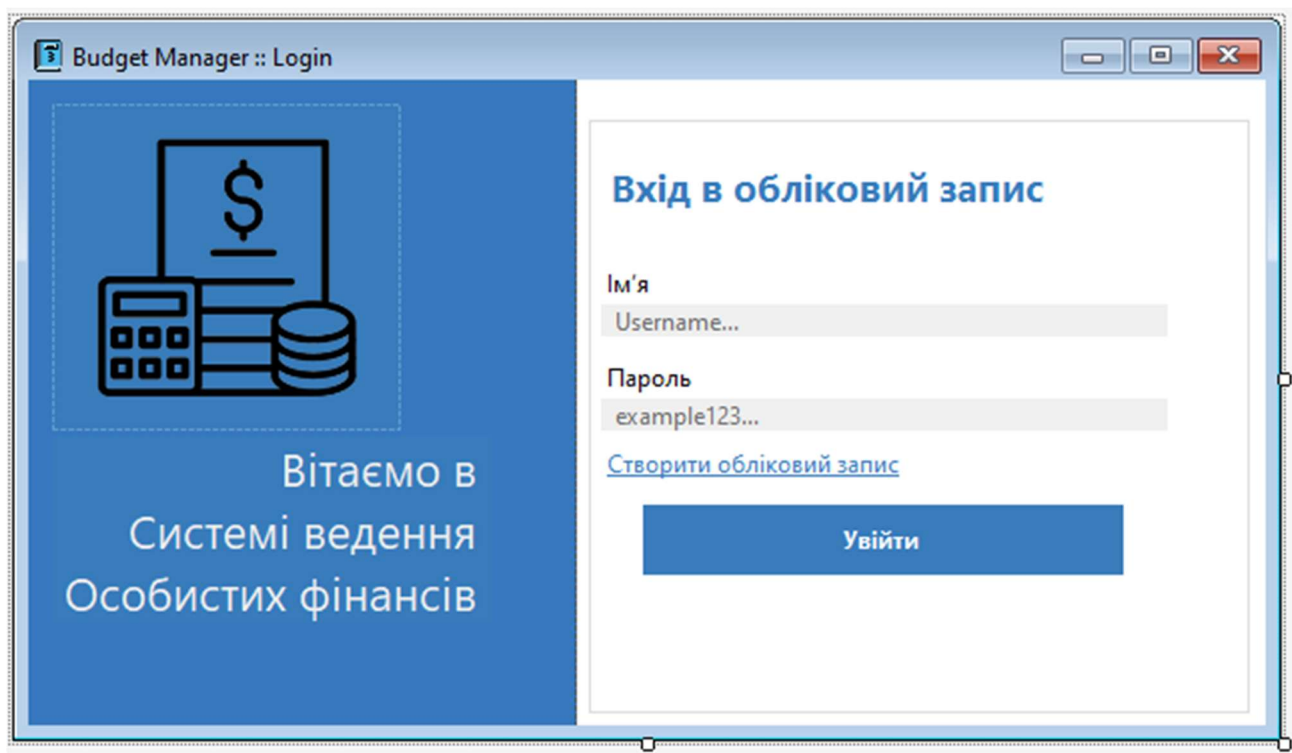 Budget Manager :: Login
$
Вітаємо в
Системі ведення
Особистих фінансів
Вхід в обліковий запис
Ім'я
Username...
Пароль
example123...
Створити обліковий запис
Увійти